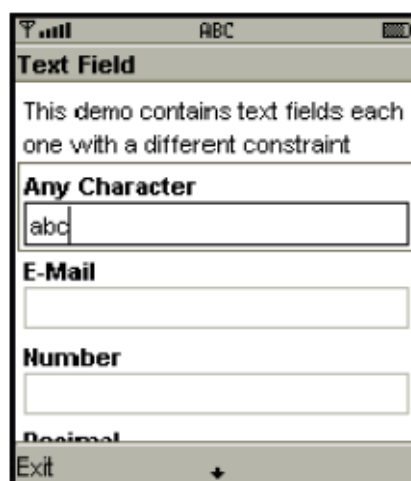 ABC
Text Field
This demo contains text fields each
one with a different constraint
Any Character
abc
E-Mail
Number
Decimal
Exit